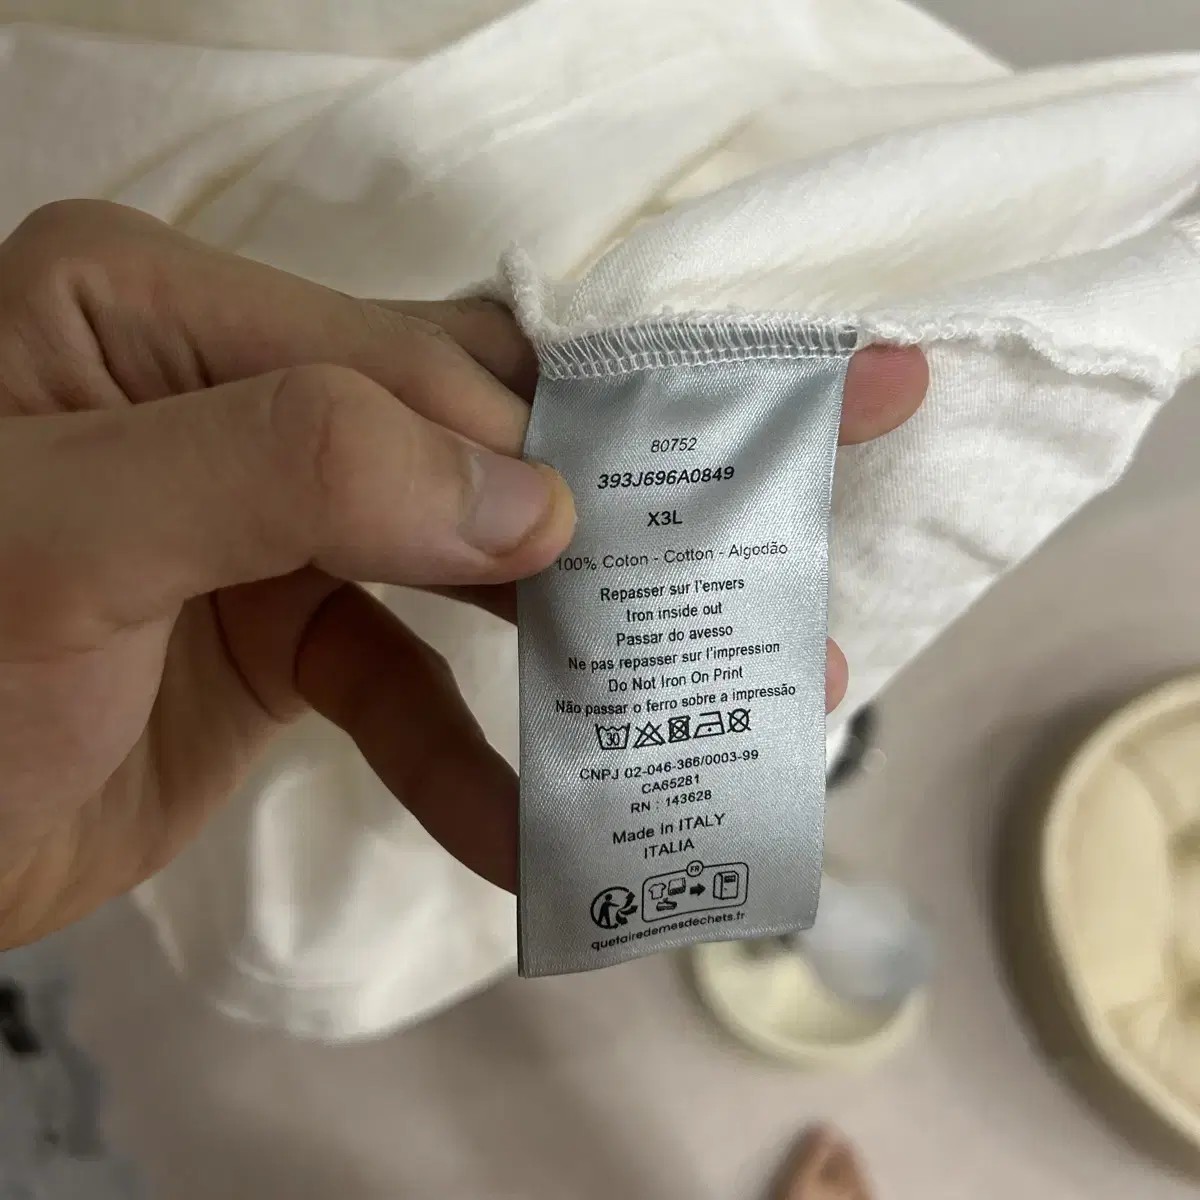 80752
393J696A0849
X3L
100% Coton - Cotton - Algodão
Repasser sur l'envers
Iron inside out
Passar do avesso
Ne pas repasser sur l'impression
Do Not Iron On Print
Não passar o ferro sobre a impressão
30
CNPJ 02-046-366/0003-99
CA65281
RN : 143628
Made in ITALY
ITALIA
FR
quefairedemesdechets.fr